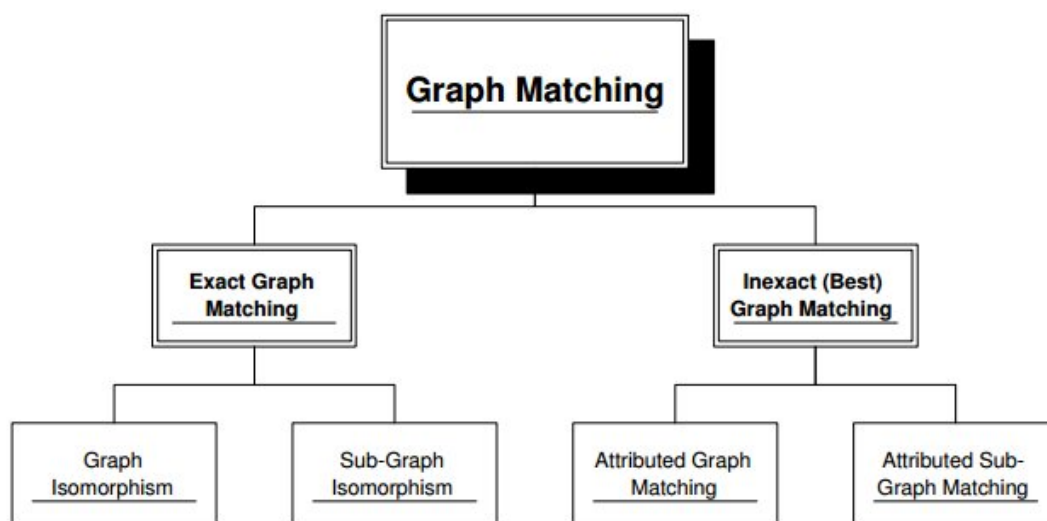 Graph Matching
Exact Graph
Matching
Inexact (Best)
Graph Matching
Graph
Isomorphism
Sub-Graph
Isomorphism
Attributed Graph
Matching
Attributed Sub-
Graph Matching